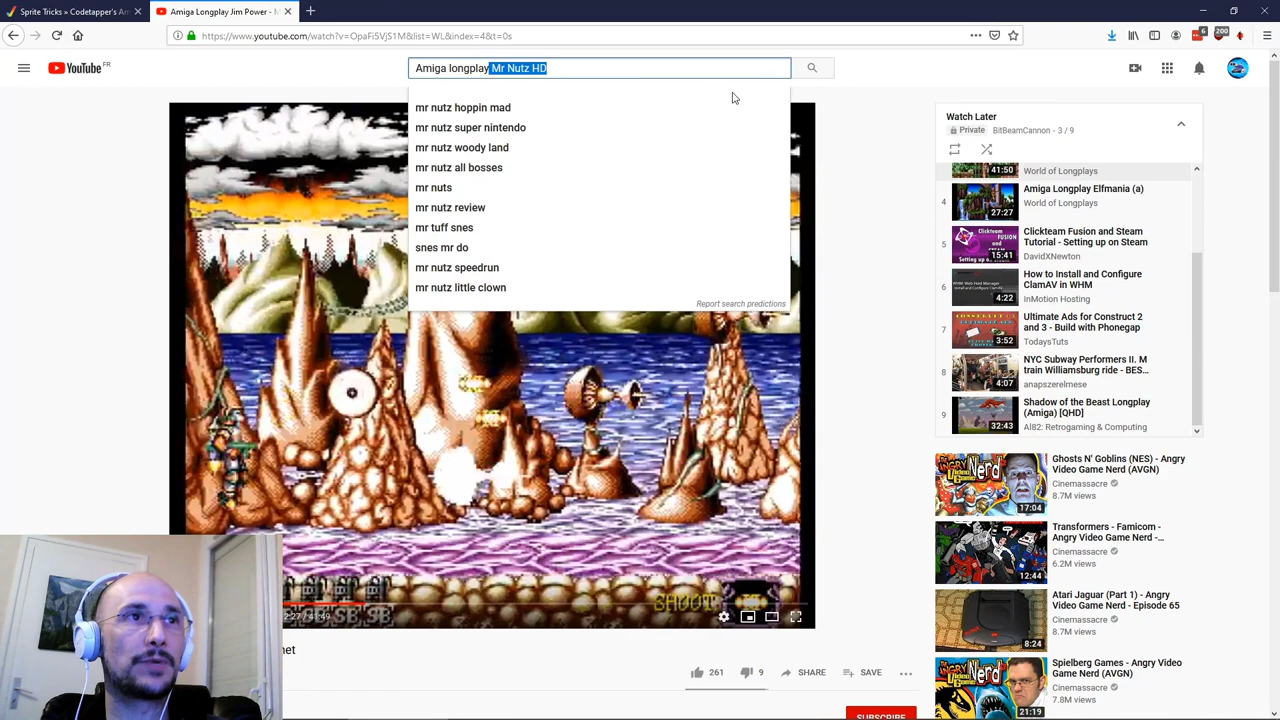 Sprite Tricks » Codetapper's Am
Amiga Longplay Jim Power - M
https://www.youtube.com/watch?v=OpaFi5VjS1M&list=WL&index=4&t=0s
6
200
YouTube FR
Amiga longplay Mr Nutz HD
mr nutz hoppin mad
mr nutz super nintendo
mr nutz woody land
mr nutz all bosses
mr nuts
mr nutz review
mr tuff snes
snes mr do
mr nutz speedrun
mr nutz little clown
Report search predictions
SHOOT
2:27 / 41:49
net
261
9
SHARE
SAVE
SUBSCRIBE
Watch Later
Private BitBeamCannon - 3 / 9
41:50
World of Longplays
4
Amiga Longplay Elfmania (a)
World of Longplays
27:27
5
Clickteam Fusion and Steam
Tutorial - Setting up on Steam
DavidXNewton
15:41
6
How to Install and Configure
ClamAV in WHM
InMotion Hosting
4:22
7
Ultimate Ads for Construct 2
and 3 - Build with Phonegap
TodaysTuts
3:52
8
NYC Subway Performers II. M
train Williamsburg ride - BES...
anapszerelmese
4:07
9
Shadow of the Beast Longplay
(Amiga) [QHD]
Al82: Retrogaming & Computing
32:43
Ghosts N' Goblins (NES) - Angry
Video Game Nerd (AVGN)
Cinemassacre
8.7M views
17:04
Transformers - Famicom -
Angry Video Game Nerd -...
Cinemassacre
6.2M views
12:44
Atari Jaguar (Part 1) - Angry
Video Game Nerd - Episode 65
Cinemassacre
8.7M views
8:24
Spielberg Games - Angry Video
Game Nerd (AVGN)
Cinemassacre
7.8M views
21:19